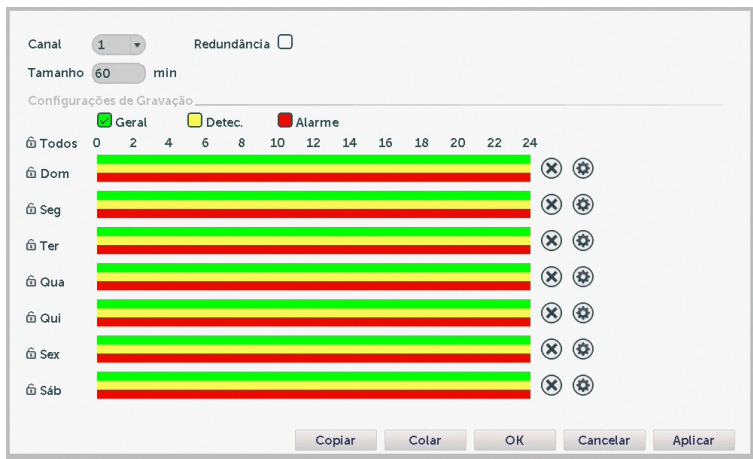 Canal 1 Redundância
Tamanho 60 min
Configurações de Gravação
Geral Detec. Alarme
Todos 0 2 4 6 8 10 12 14 16 18 20 22 24
Dom
Seg
Ter
Qua
Qui
Sex
Sáb
Copiar Colar OK Cancelar Aplicar